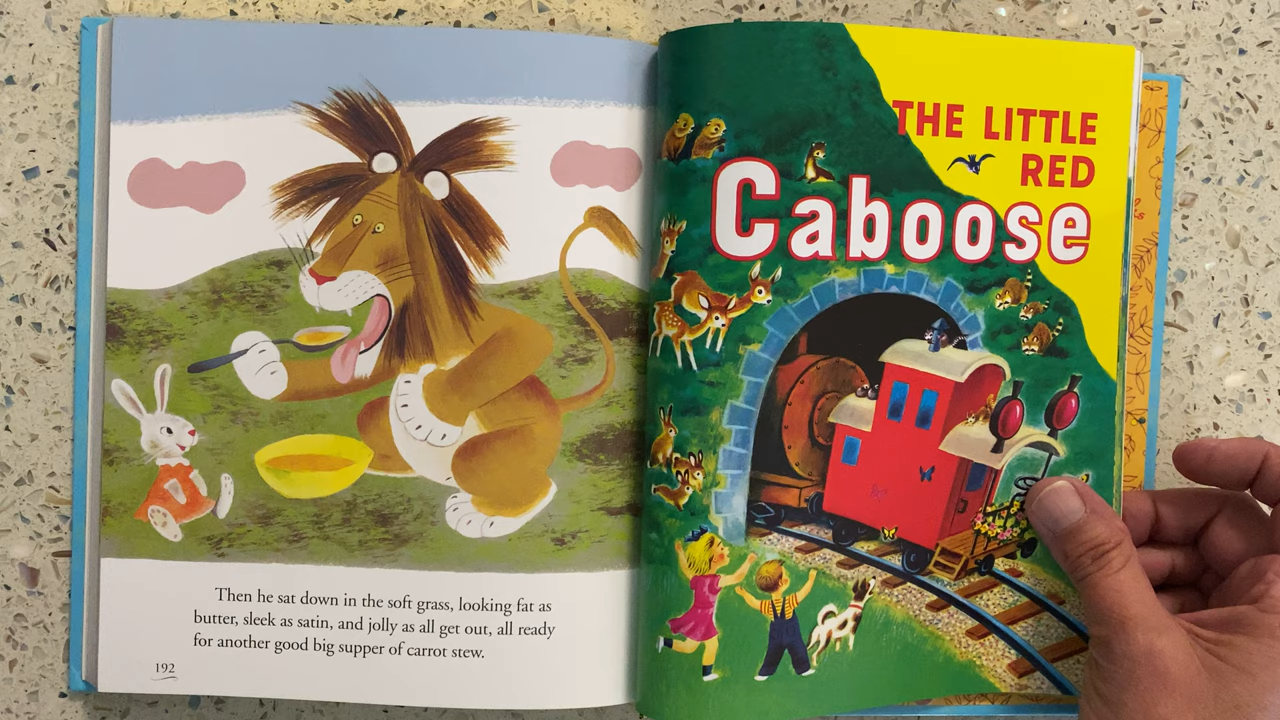 Then he sat down in the soft grass, looking fat as
butter, sleek as satin, and jolly as all get out, all ready
for another good big supper of carrot stew.
192
THE LITTLE
RED
Caboose